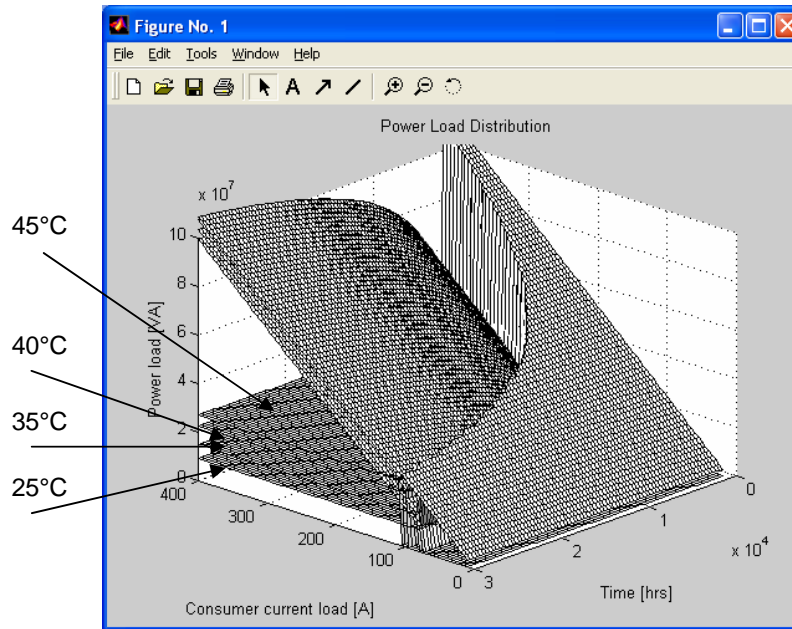 Figure No. 1
File Edit Tools Window Help
A
Power Load Distribution
x 10^7
45°C
40°C
35°C
25°C
Power load [VA]
10
8
6
4
2
0
400
300
200
100
0
Consumer current load [A]
3
2
1
0
x 10^4
Time [hrs]